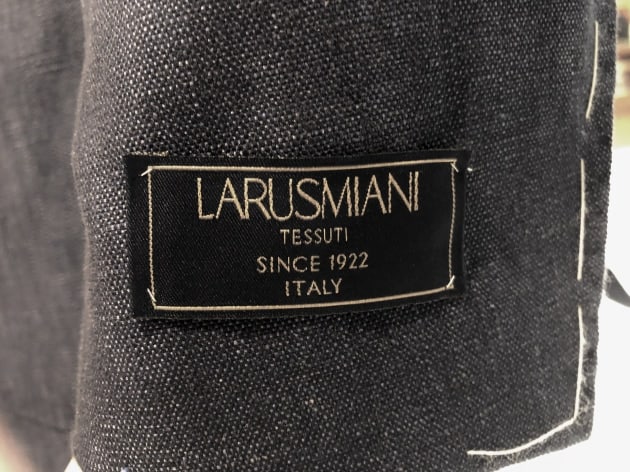 LARUSMIANI
TESSUTI
SINCE 1922
ITALY